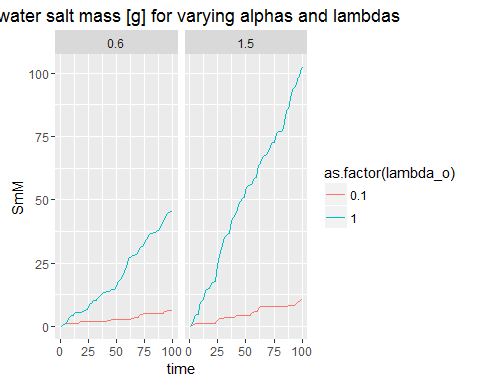 water salt mass [g] for varying alphas and lambdas
0.6 1.5
100
75
50
25
0
SmM
0 25 50 75 100 0 25 50 75 100
time
as.factor(lambda_o)
0.1
1